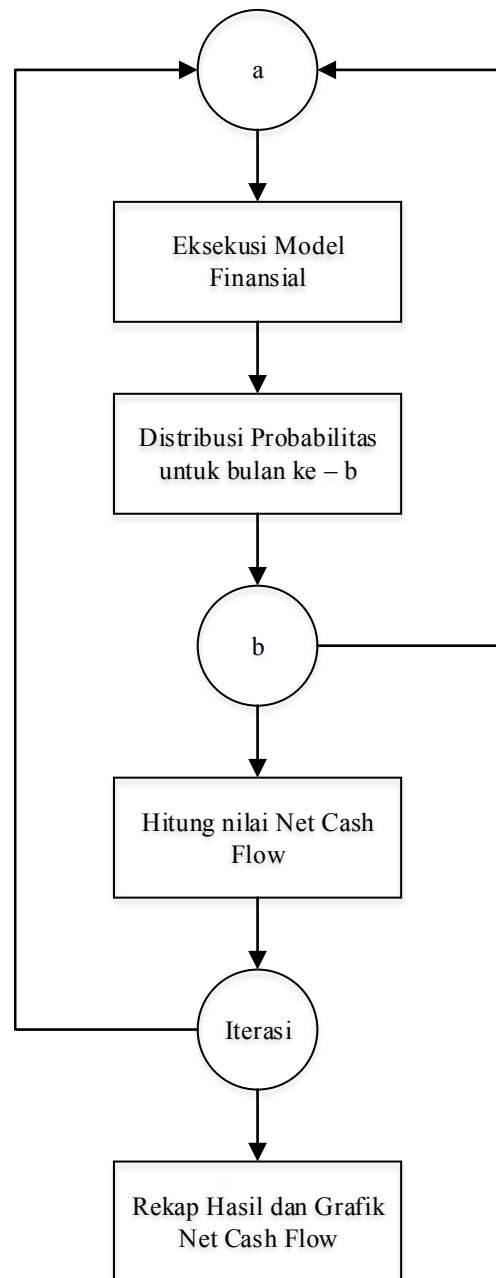 a
Eksekusi Model
Finansial
Distribusi Probabilitas
untuk bulan ke – b
b
Hitung nilai Net Cash
Flow
Iterasi
Rekap Hasil dan Grafik
Net Cash Flow